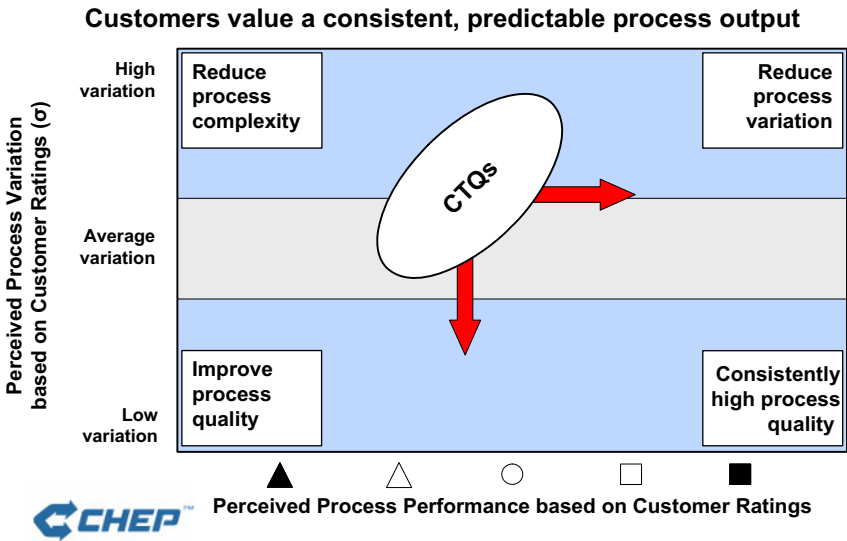 Customers value a consistent, predictable process output
Perceived Process Variation
based on Customer Ratings (σ)
High
variation
Average
variation
Low
variation
Reduce
process
complexity
Reduce
process
variation
CTQs
Improve
process
quality
Consistently
high process
quality
Perceived Process Performance based on Customer Ratings
CHEP™